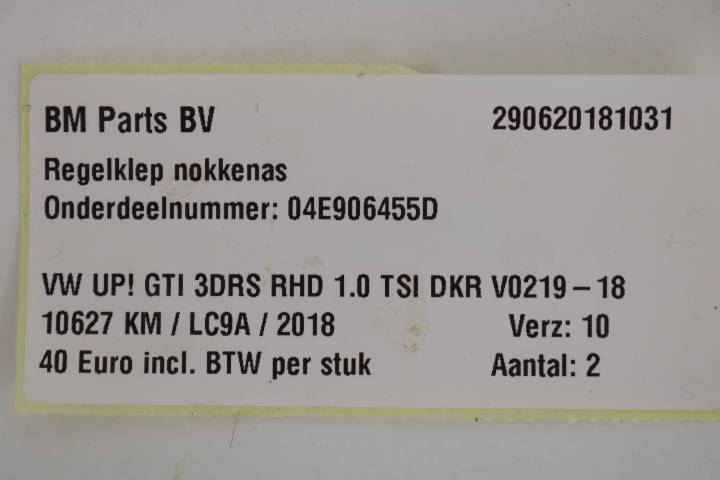 BM Parts BV 290620181031
Regelklep nokkenas
Onderdeelnummer: 04E906455D
VW UP! GTI 3DRS RHD 1.0 TSI DKR V0219-18
10627 KM / LC9A / 2018 Verz: 10
40 Euro incl. BTW per stuk Aantal: 2